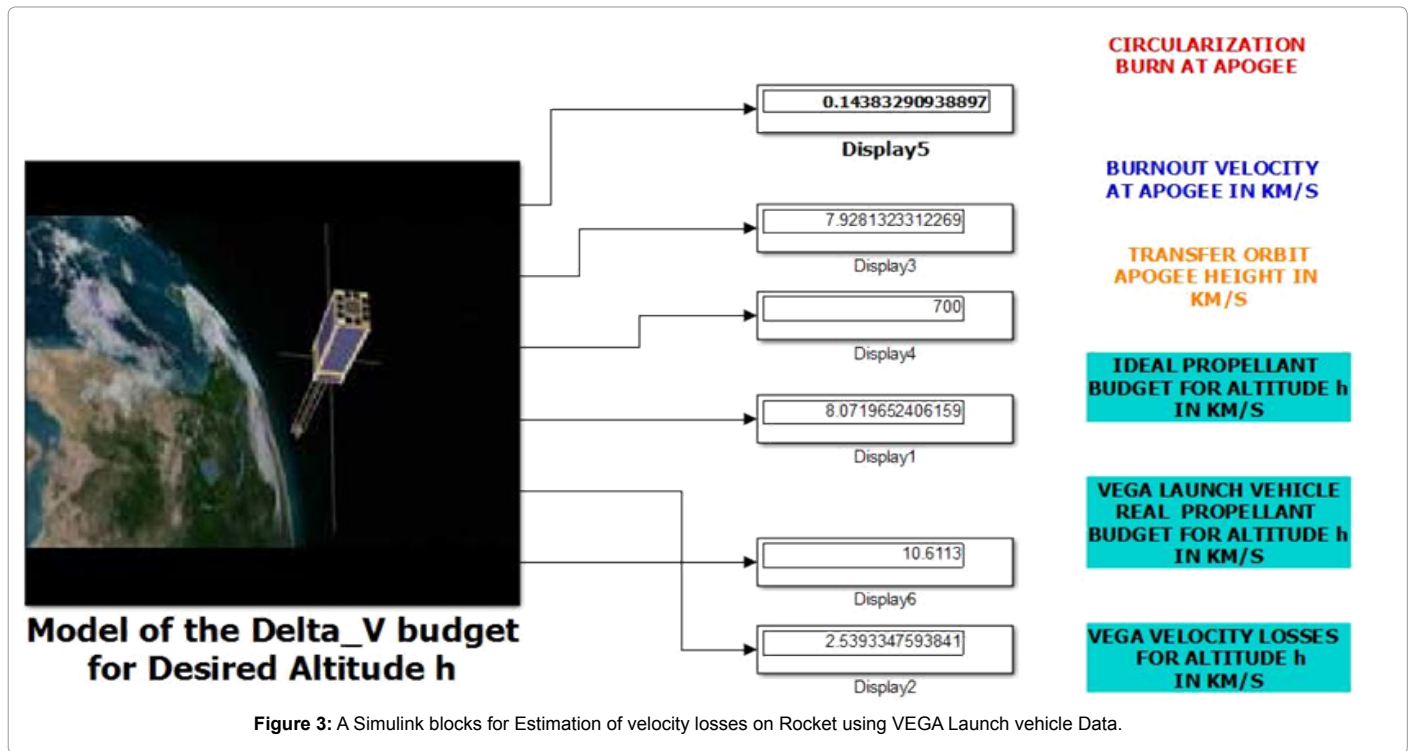 CIRCULARIZATION
BURN AT APOGEE
0.14383290938897
Display5
BURNOUT VELOCITY
AT APOGEE IN KM/S
7.9281323312269
Display3
TRANSFER ORBIT
APOGEE HEIGHT IN
KM/S
700
Display4
IDEAL PROPELLANT
BUDGET FOR ALTITUDE h
IN KM/S
8.0719652406159
Display1
VEGA LAUNCH VEHICLE
REAL PROPELLANT
BUDGET FOR ALTITUDE h
IN KM/S
10.6113
Display6
VEGA VELOCITY LOSSES
FOR ALTITUDE h
IN KM/S
2.5393347593841
Display2
Model of the Delta_V budget
for Desired Altitude h
Figure 3: A Simulink blocks for Estimation of velocity losses on Rocket using VEGA Launch vehicle Data.